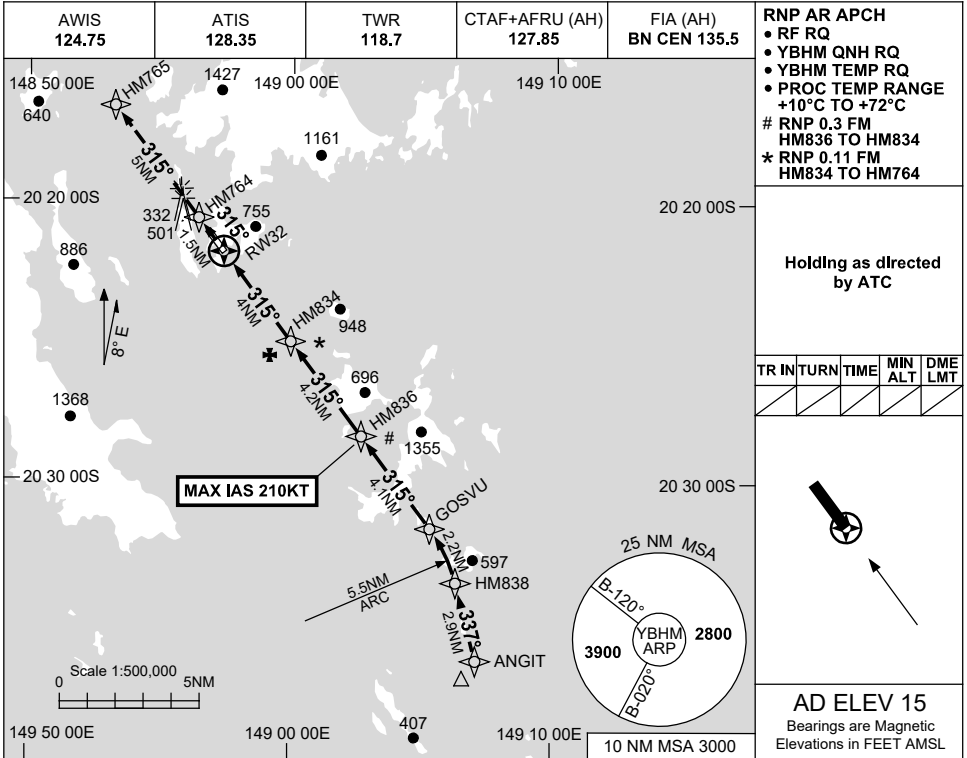 AWIS
124.75
ATIS
128.35
TWR
118.7
CTAF+AFRU (AH)
127.85
FIA (AH)
BN CEN 135.5
RNP AR APCH
• RF RQ
• YBHM QNH RQ
• YBHM TEMP RQ
• PROC TEMP RANGE
+10°C TO +72°C
# RNP 0.3 FM
HM836 TO HM834
* RNP 0.11 FM
HM834 TO HM764
148 50 00E
149 00 00E
149 10 00E
HM765
1427
640
1161
315°
5NM
20 20 00S
20 20 00S
HM764
332
501
315°
1.5NM
755
RW32
886
8° E
315°
4NM
HM834
*
948
Holding as directed
by ATC
TR IN
TURN
TIME
MIN
ALT
DME
LMT
1368
696
315°
4.2NM
HM836
#
1355
20 30 00S
20 30 00S
MAX IAS 210KT
315°
4.1NM
GOSVU
2.2NM
597
HM838
5.5NM
ARC
337°
2.9NM
ANGIT
25 NM MSA
B-120°
YBHM
ARP
2800
3900
B-020°
Scale 1:500,000
0
5NM
407
149 50 00E
149 00 00E
149 10 00E
10 NM MSA 3000
AD ELEV 15
Bearings are Magnetic
Elevations in FEET AMSL